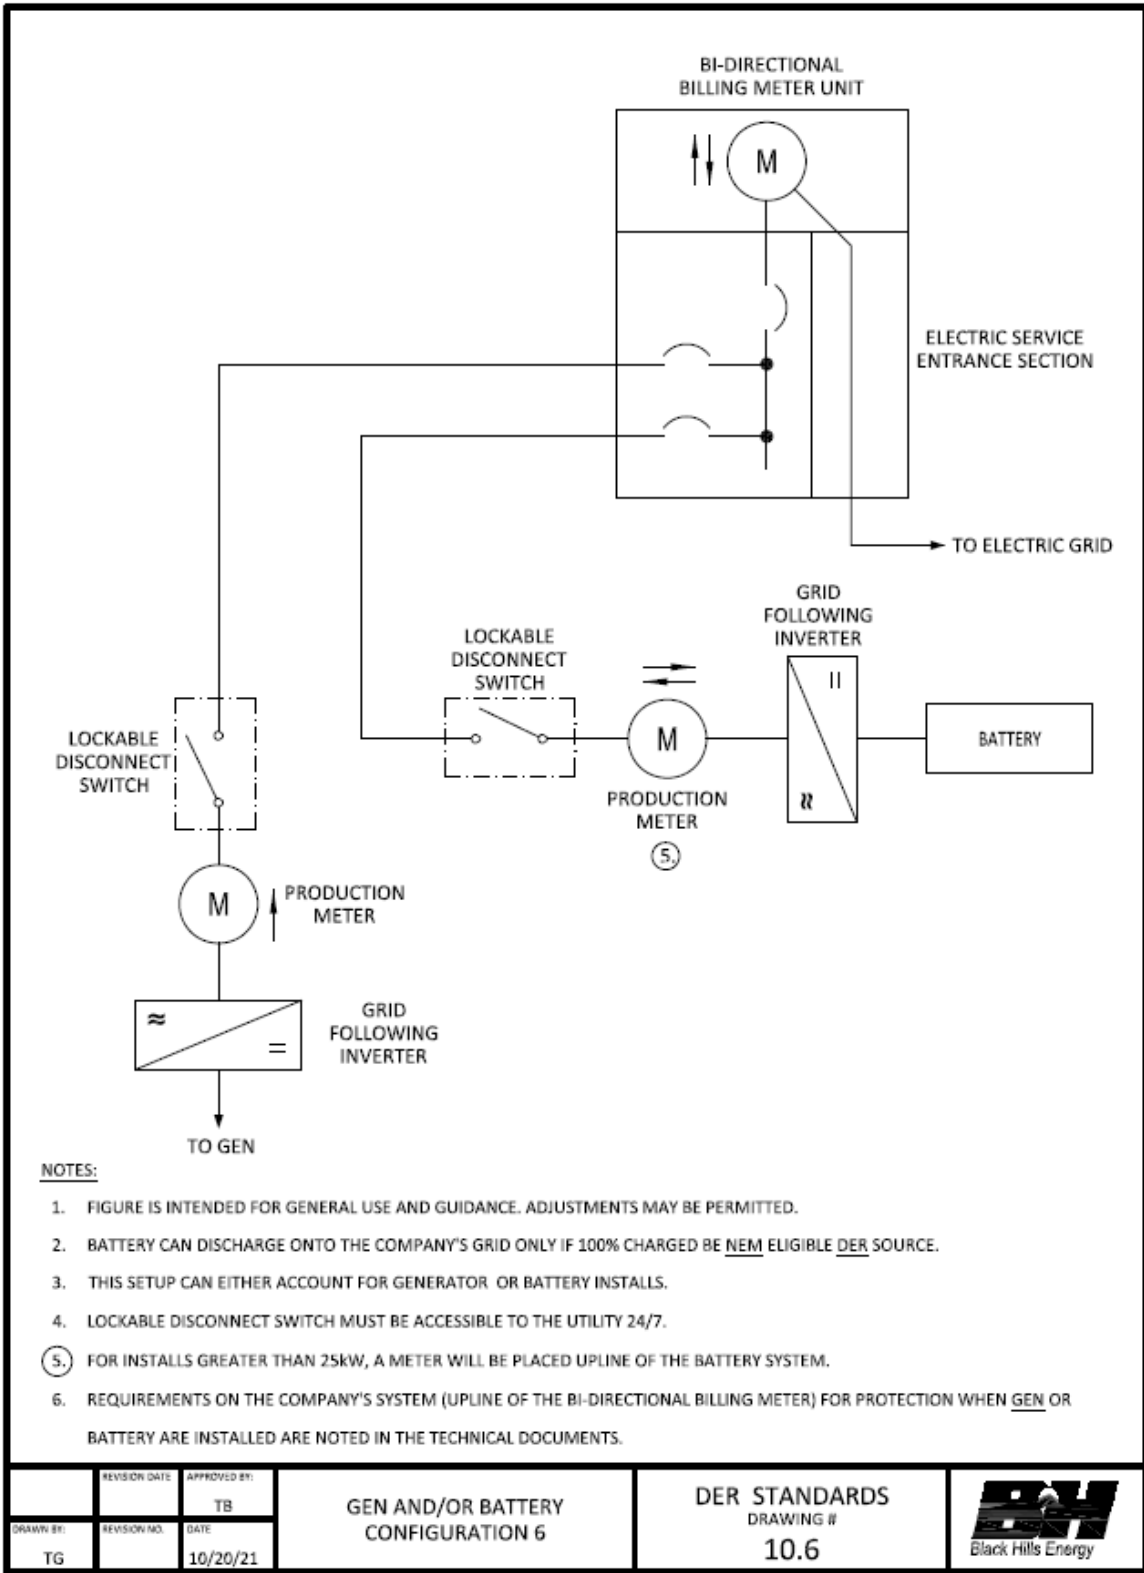 BI-DIRECTIONAL
BILLING METER UNIT
M
ELECTRIC SERVICE
ENTRANCE SECTION
TO ELECTRIC GRID
GRID
FOLLOWING
INVERTER
LOCKABLE
DISCONNECT
SWITCH
M
BATTERY
PRODUCTION
METER
5.
LOCKABLE
DISCONNECT
SWITCH
M
PRODUCTION
METER
GRID
FOLLOWING
INVERTER
TO GEN
NOTES:
1. FIGURE IS INTENDED FOR GENERAL USE AND GUIDANCE. ADJUSTMENTS MAY BE PERMITTED.
2. BATTERY CAN DISCHARGE ONTO THE COMPANY'S GRID ONLY IF 100% CHARGED BE NEM ELIGIBLE DER SOURCE.
3. THIS SETUP CAN EITHER ACCOUNT FOR GENERATOR OR BATTERY INSTALLS.
4. LOCKABLE DISCONNECT SWITCH MUST BE ACCESSIBLE TO THE UTILITY 24/7.
5. FOR INSTALLS GREATER THAN 25kW, A METER WILL BE PLACED UPLINE OF THE BATTERY SYSTEM.
6. REQUIREMENTS ON THE COMPANY'S SYSTEM (UPLINE OF THE BI-DIRECTIONAL BILLING METER) FOR PROTECTION WHEN GEN OR
BATTERY ARE INSTALLED ARE NOTED IN THE TECHNICAL DOCUMENTS.
REVISION DATE
APPROVED BY:
TB
DRAWN BY:
TG
REVISION NO.
DATE
10/20/21
GEN AND/OR BATTERY
CONFIGURATION 6
DER STANDARDS
DRAWING #
10.6
BH
Black Hills Energy